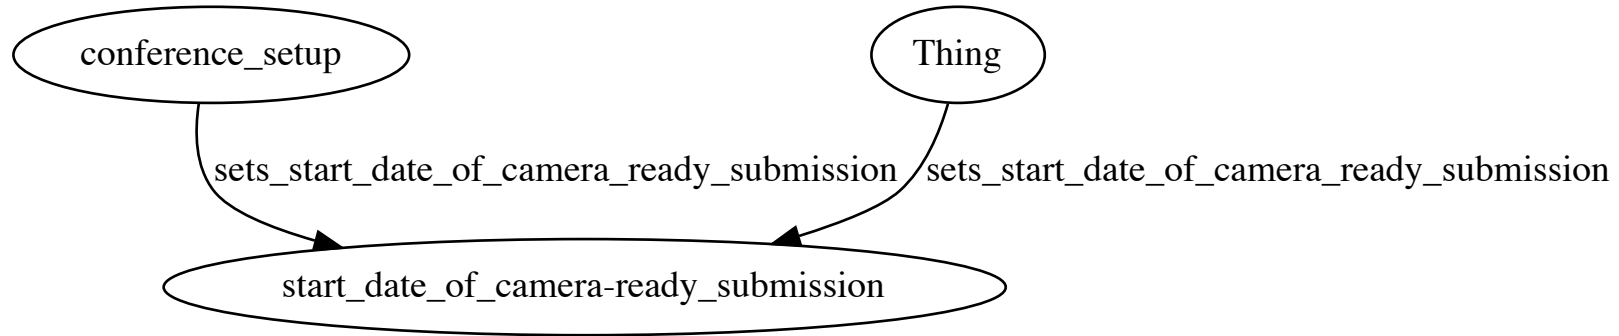 conference_setup
Thing
sets_start_date_of_camera_ready_submission
sets_start_date_of_camera_ready_submission
start_date_of_camera-ready_submission